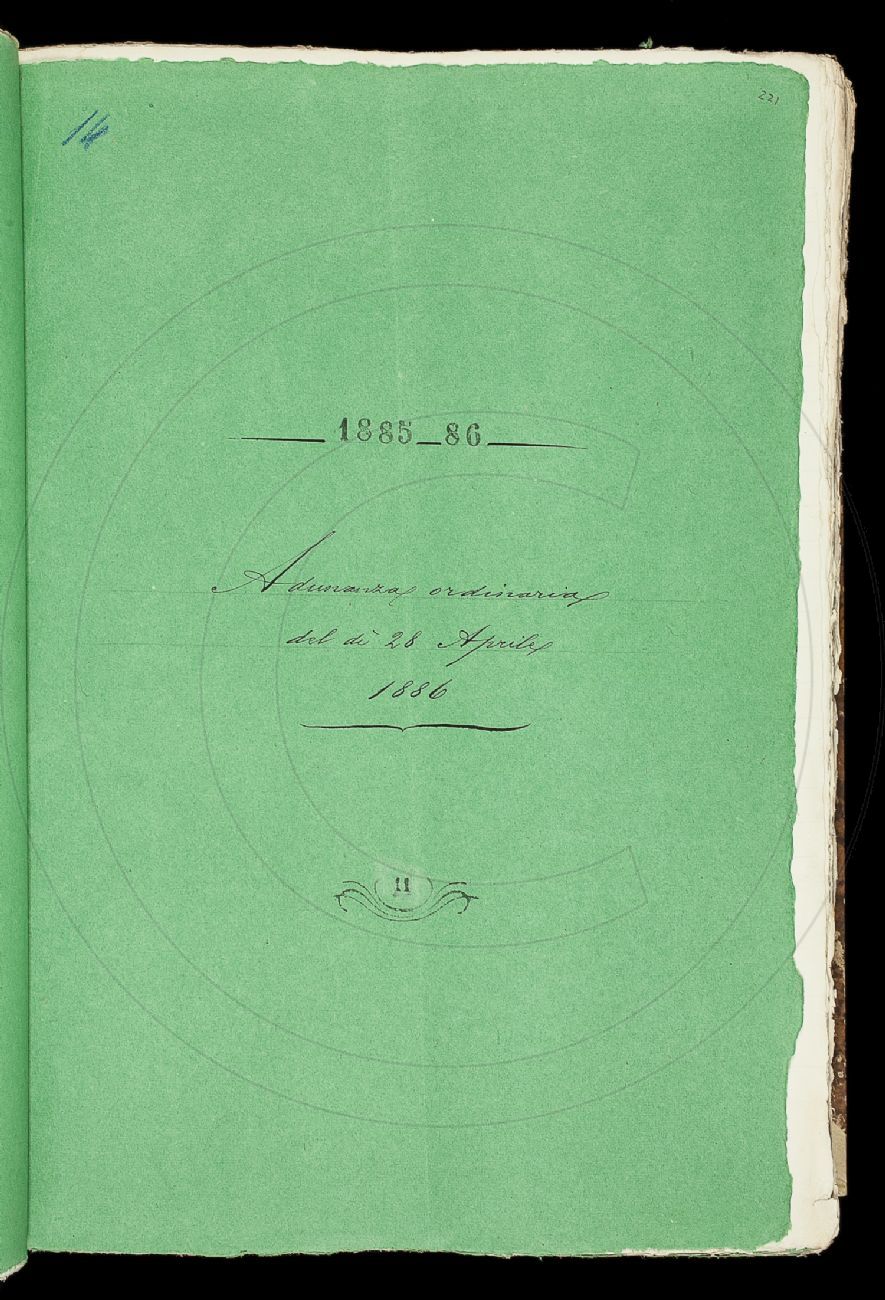 221
1885_86
Adunanza ordinaria
del dì 28 Aprile
1886
11